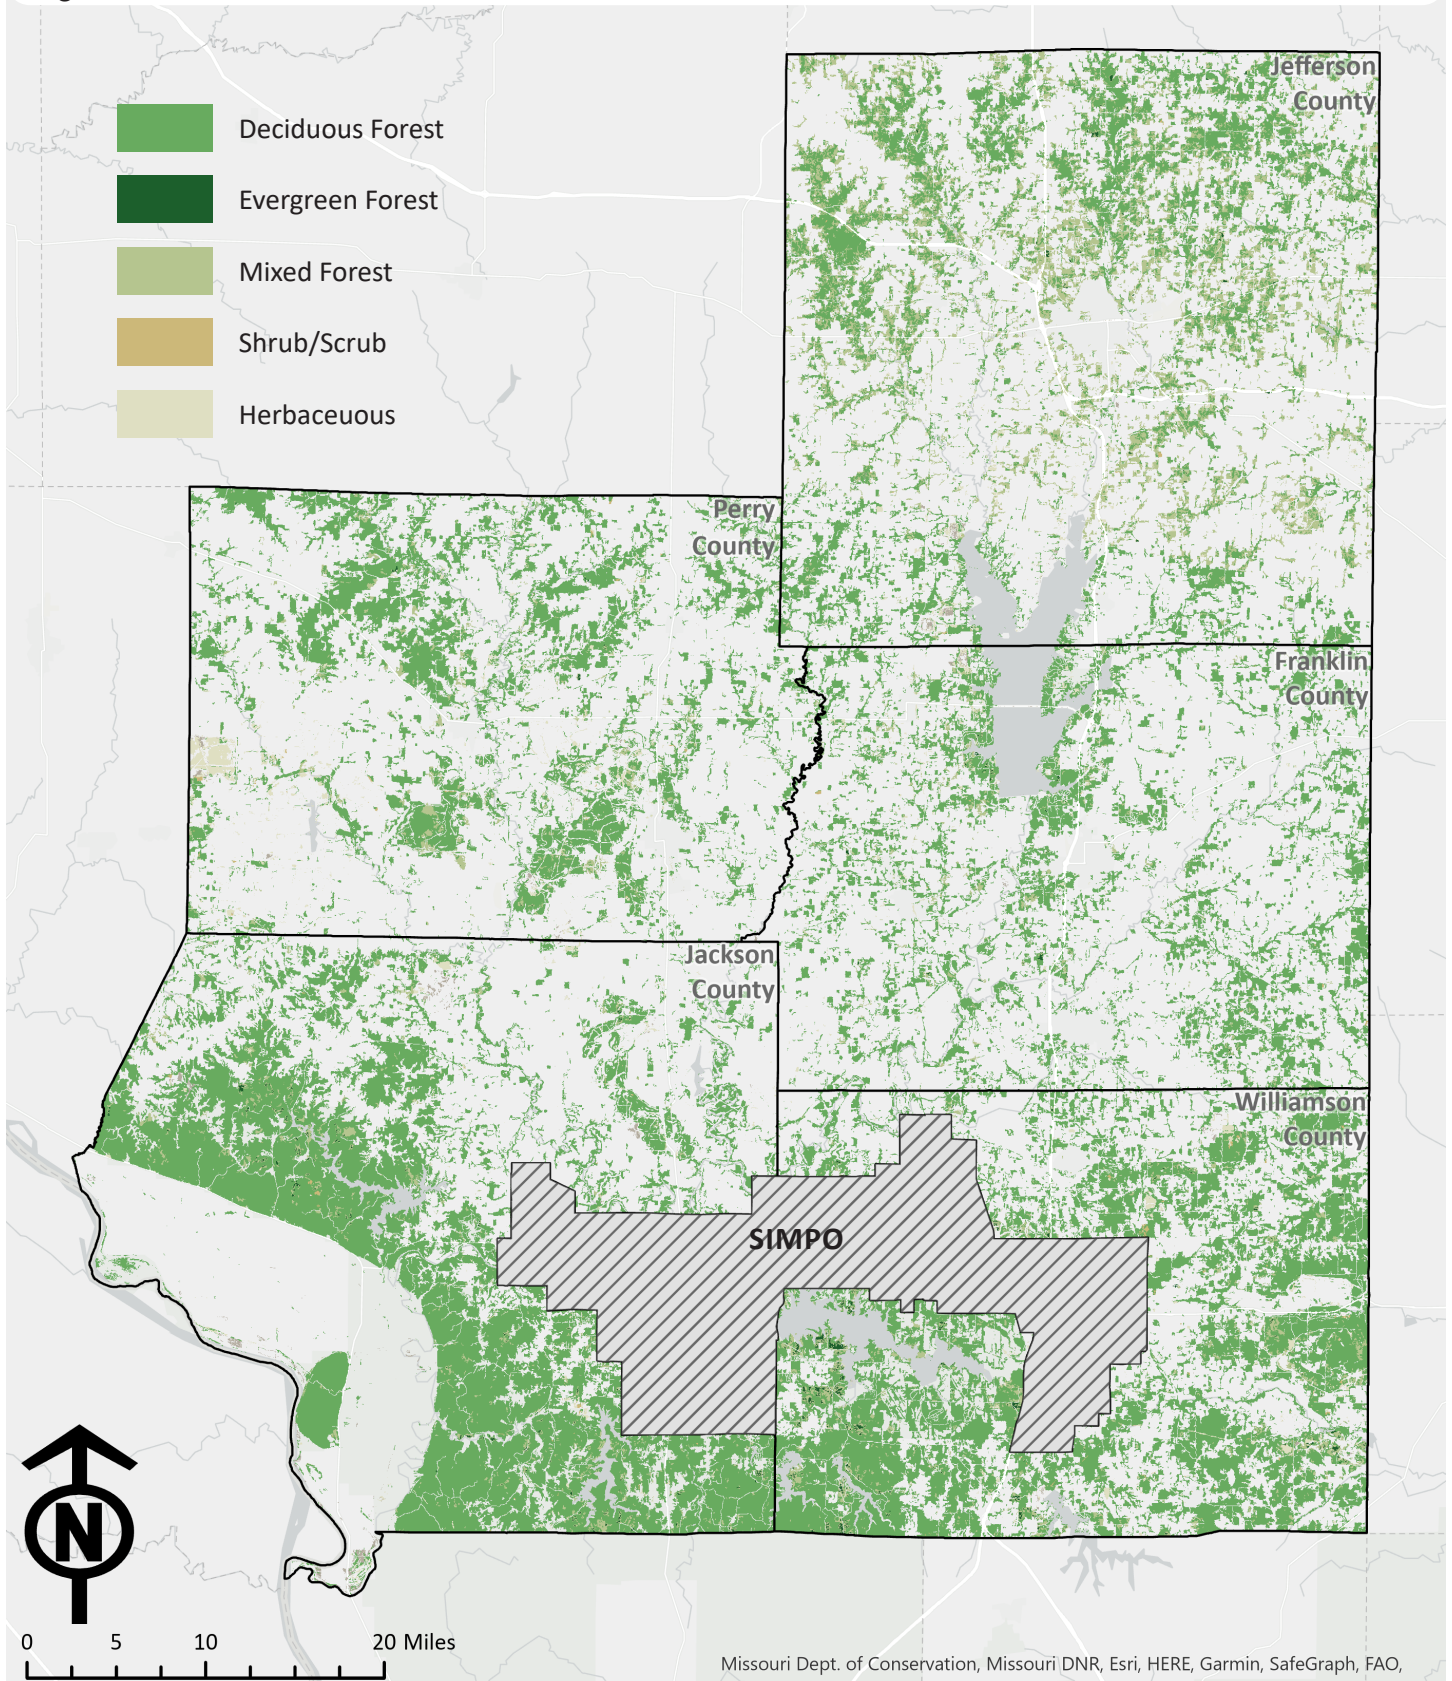 Jefferson
County
Deciduous Forest
Evergreen Forest
Mixed Forest
Shrub/Scrub
Herbaceuous
Perry
County
Franklin
County
Jackson
County
Williamson
County
SIMPO
N
0 5 10 20 Miles
Missouri Dept. of Conservation, Missouri DNR, Esri, HERE, Garmin, SafeGraph, FAO,